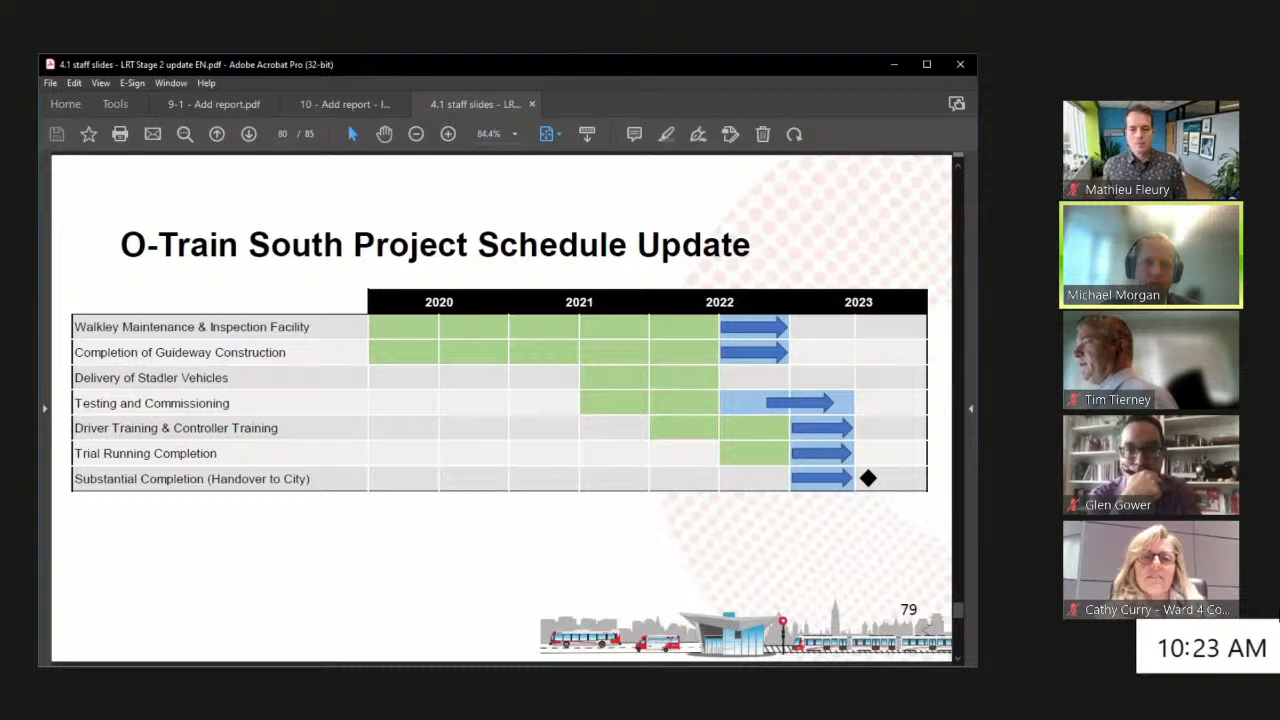 4.1 staff slides - LRT Stage 2 update EN.pdf - Adobe Acrobat Pro (32-bit)
File Edit View E-Sign Window Help
Home Tools 9-1 - Add report.pdf 10 - Add report - I... 4.1 staff slides - LR...
80 / 85 84.4%
O-Train South Project Schedule Update
2020 2021 2022 2023
Walkley Maintenance & Inspection Facility
Completion of Guideway Construction
Delivery of Stadler Vehicles
Testing and Commissioning
Driver Training & Controller Training
Trial Running Completion
Substantial Completion (Handover to City)
79
Mathieu Fleury
Michael Morgan
Tim Tierney
Glen Gower
Cathy Curry - Ward 4 Co...
10:23 AM